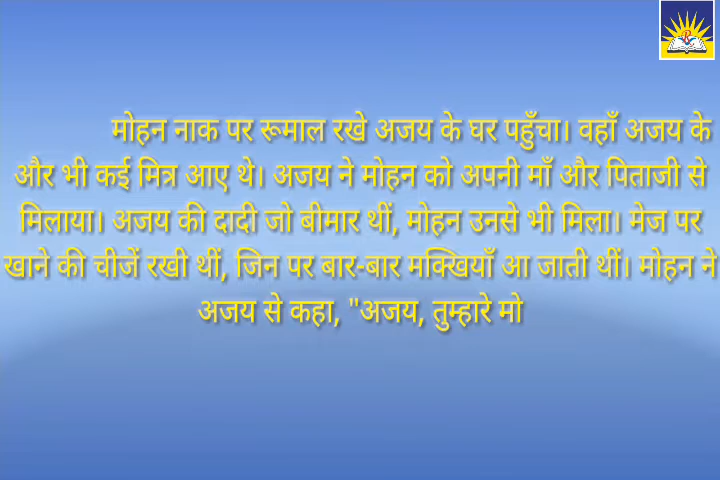 मोहन नाक पर रूमाल रखे अजय के घर पहुँचा। वहाँ अजय के
और भी कई मित्र आए थे। अजय ने मोहन को अपनी माँ और पिताजी से
मिलाया। अजय की दादी जो बीमार थीं, मोहन उनसे भी मिला। मेज पर
खाने की चीजें रखी थीं, जिन पर बार-बार मक्खियाँ आ जाती थीं। मोहन ने
अजय से कहा, "अजय, तुम्हारे मो